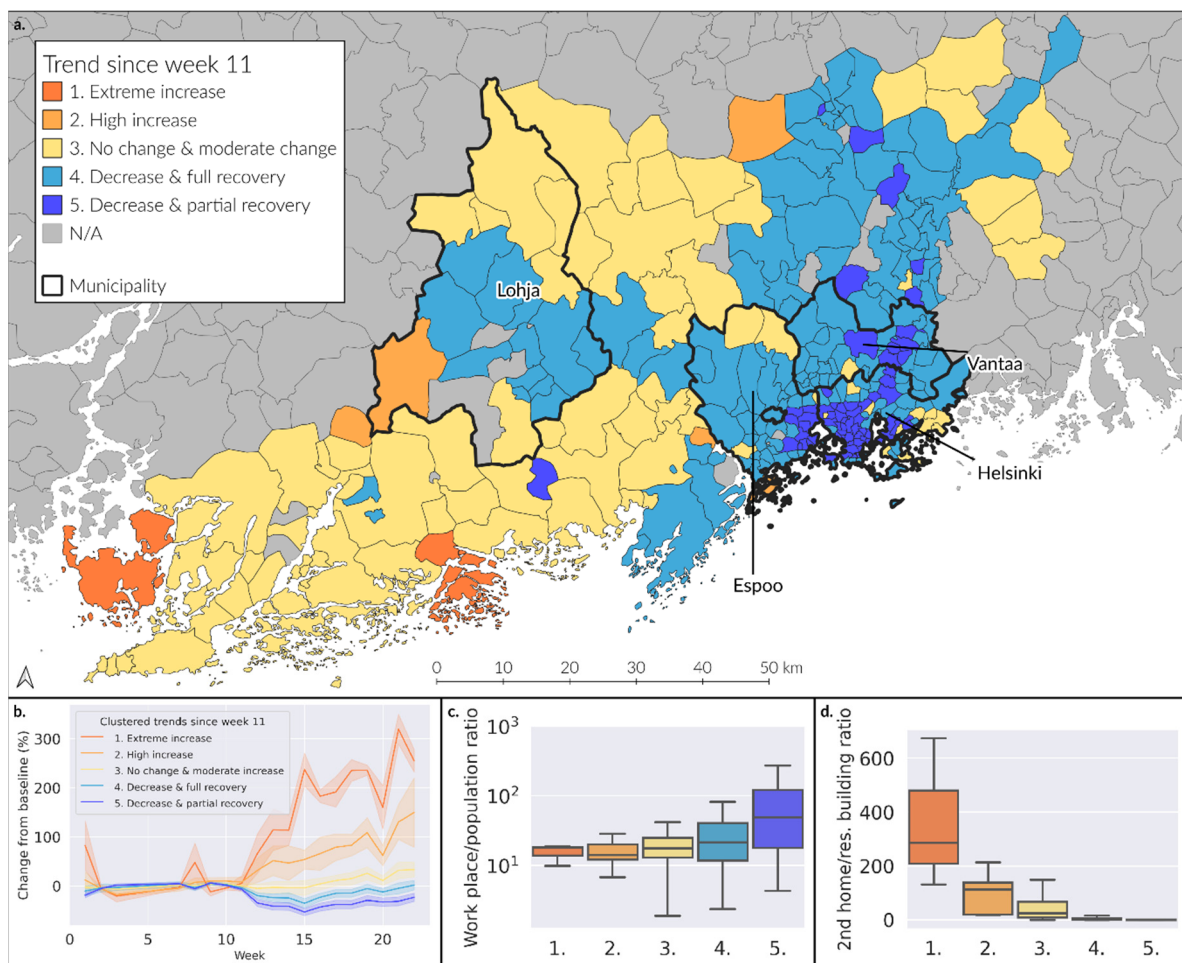 a.
Trend since week 11
1. Extreme increase
2. High increase
3. No change & moderate change
4. Decrease & full recovery
5. Decrease & partial recovery
N/A
Municipality
Lohja
Vantaa
Helsinki
Espoo
0 10 20 30 40 50 km
b.
Clustered trends since week 11
1. Extreme increase
2. High increase
3. No change & moderate increase
4. Decrease & full recovery
5. Decrease & partial recovery
Change from baseline (%)
300
200
100
0
0 5 10 15 20
Week
c.
Work place/population ratio
10³
10²
10¹
1. 2. 3. 4. 5.
d.
2nd home/res. building ratio
600
400
200
0
1. 2. 3. 4. 5.